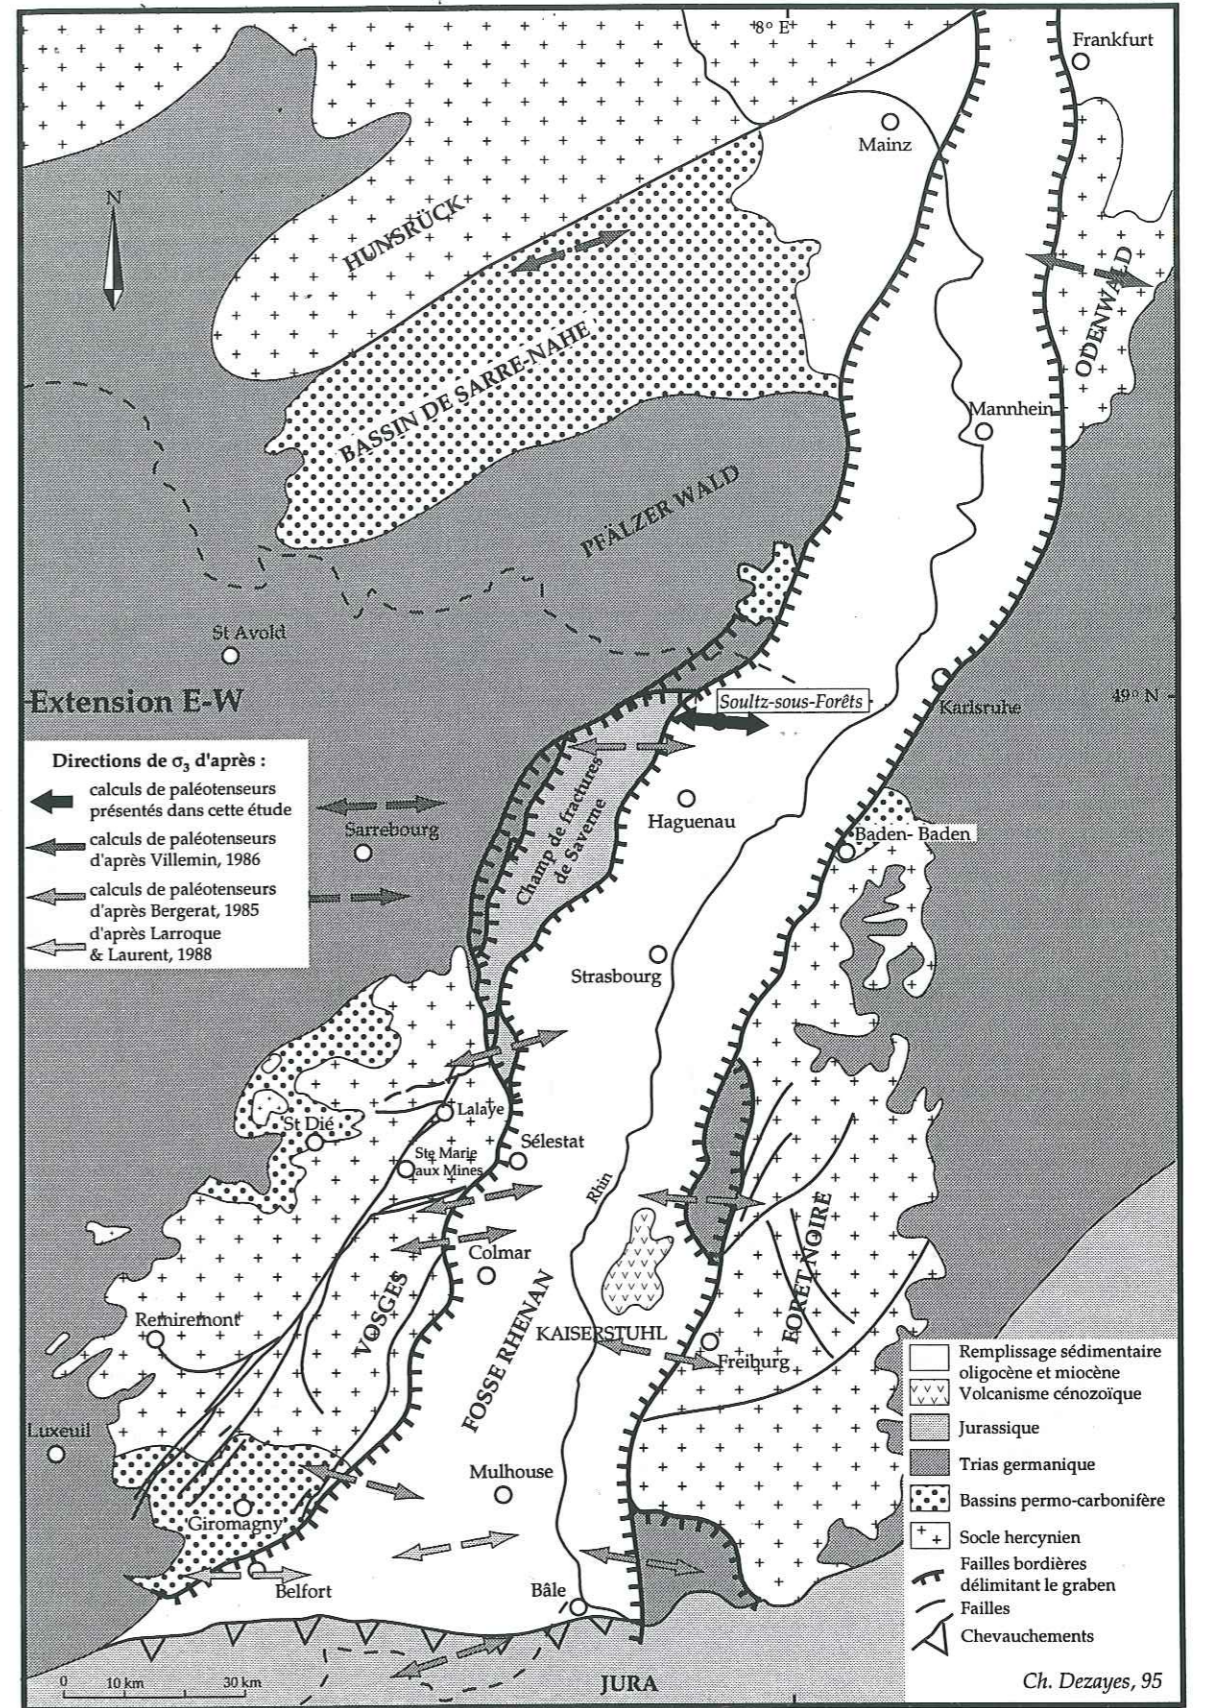 8° E
Frankfurt
Mainz
N
HUNSRÜCK
ODENWALD
BASSIN DE SARRE-NAHE
Mannhein
PFÄLZER WALD
St Avold
Extension E-W
Soultz-sous-Forêts
49° N
Karlsruhe
Directions de σ3 d'après :
calculs de paléotenseurs
présentés dans cette étude
calculs de paléotenseurs
d'après Villemin, 1986
calculs de paléotenseurs
d'après Bergerat, 1985
d'après Larroque
& Laurent, 1988
Sarrebourg
Champ de fractures
de Saverne
Haguenau
Baden- Baden
Strasbourg
Lalaye
St Dié
Ste Marie
aux Mines
Sélestat
Rhin
Colmar
VOSGES
FORET NOIRE
Remiremont
FOSSE RHENAN
KAISERSTUHL
Freiburg
Luxeuil
Mulhouse
Giromagny
Belfort
Bâle
JURA
0 10 km 30 km
Remplissage sédimentaire
oligocène et miocène
Volcanisme cénozoïque
Jurassique
Trias germanique
Bassins permo-carbonifère
Socle hercynien
Failles bordières
délimitant le graben
Failles
Chevauchements
Ch. Dezayes, 95